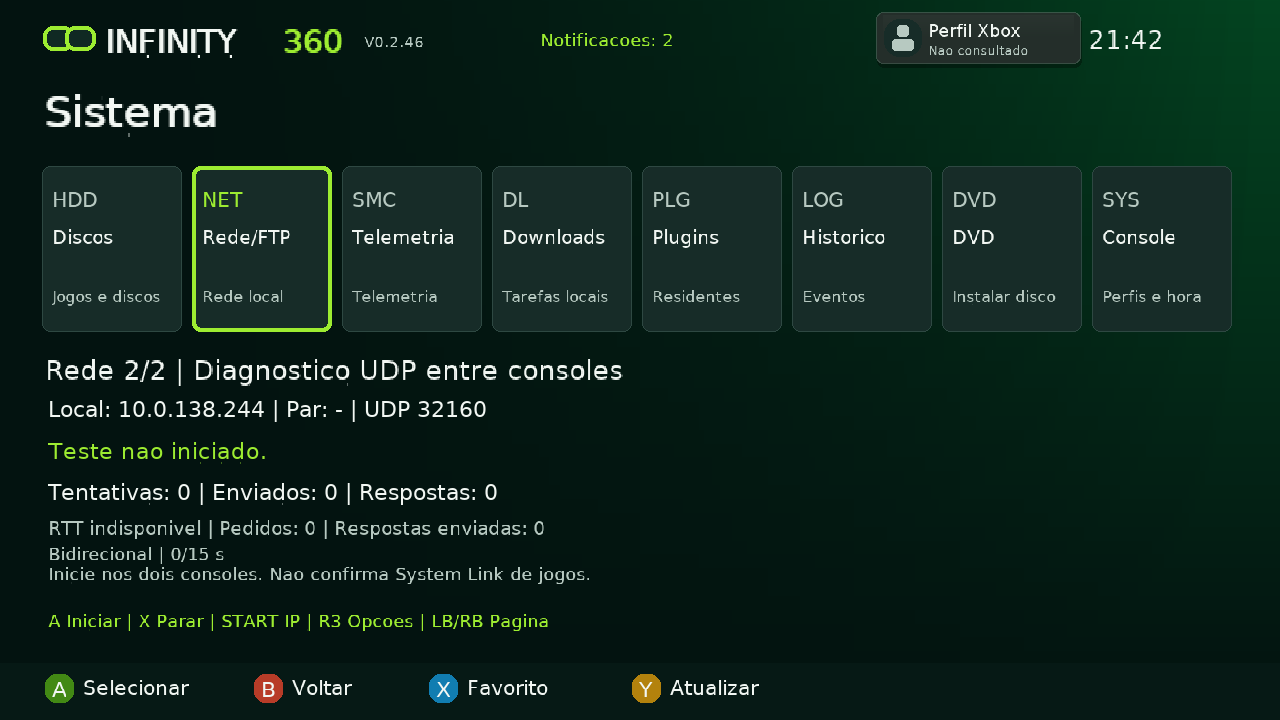 INFINITY 360 V0.2.46 Notificacoes: 2 Perfil Xbox 21:42
Nao consultado
Sistema
HDD NET SMC DL PLG LOG DVD SYS
Discos Rede/FTP Telemetria Downloads Plugins Historico DVD Console
Jogos e discos Rede local Telemetria Tarefas locais Residentes Eventos Instalar disco Perfis e hora
Rede 2/2 | Diagnostico UDP entre consoles
Local: 10.0.138.244 | Par: - | UDP 32160
Teste nao iniciado.
Tentativas: 0 | Enviados: 0 | Respostas: 0
RTT indisponivel | Pedidos: 0 | Respostas enviadas: 0
Bidirecional | 0/15 s
Inicie nos dois consoles. Nao confirma System Link de jogos.
A Iniciar | X Parar | START IP | R3 Opcoes | LB/RB Pagina
A Selecionar B Voltar X Favorito Y Atualizar